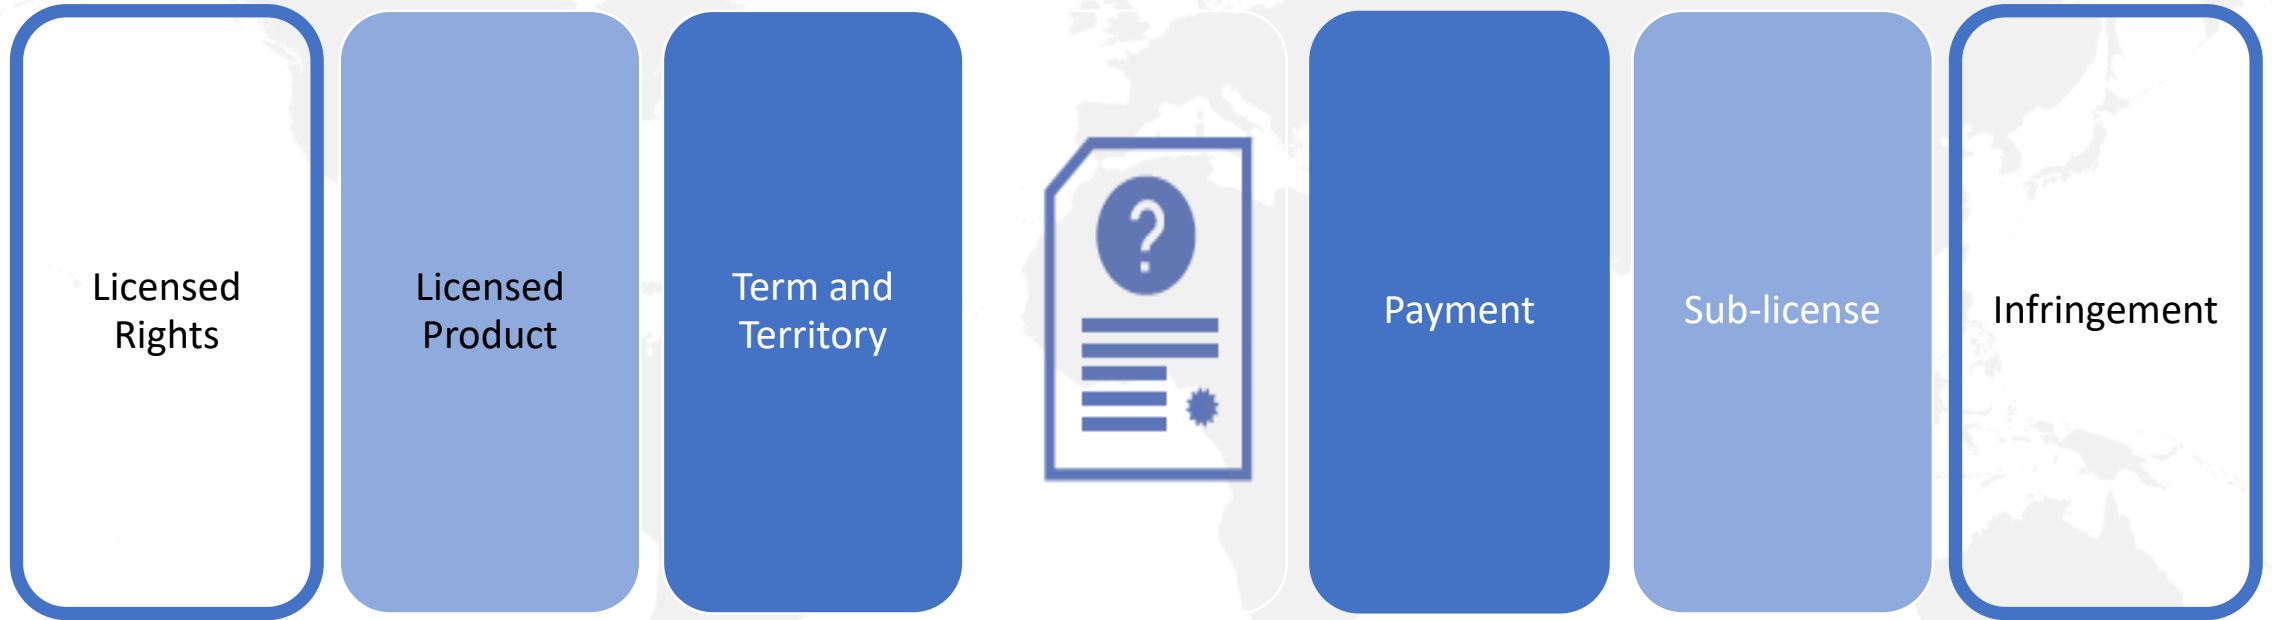 Licensed
Rights
Licensed
Product
Term and
Territory
?
Payment
Sub-license
Infringement